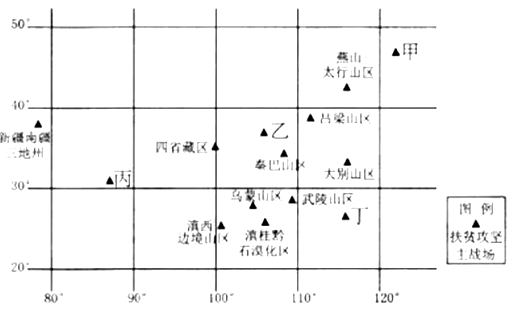 50°
甲
燕山
太行山区
40°
吕梁山区
新疆南疆
三地州
乙
四省藏区
秦巴山区
大别山区
丙
30°
乌蒙山区
武陵山区
丁
滇西
边境山区
滇桂黔
石漠化区
20°
80°
90°
100°
110°
120°
图 例
扶贫攻坚
主战场